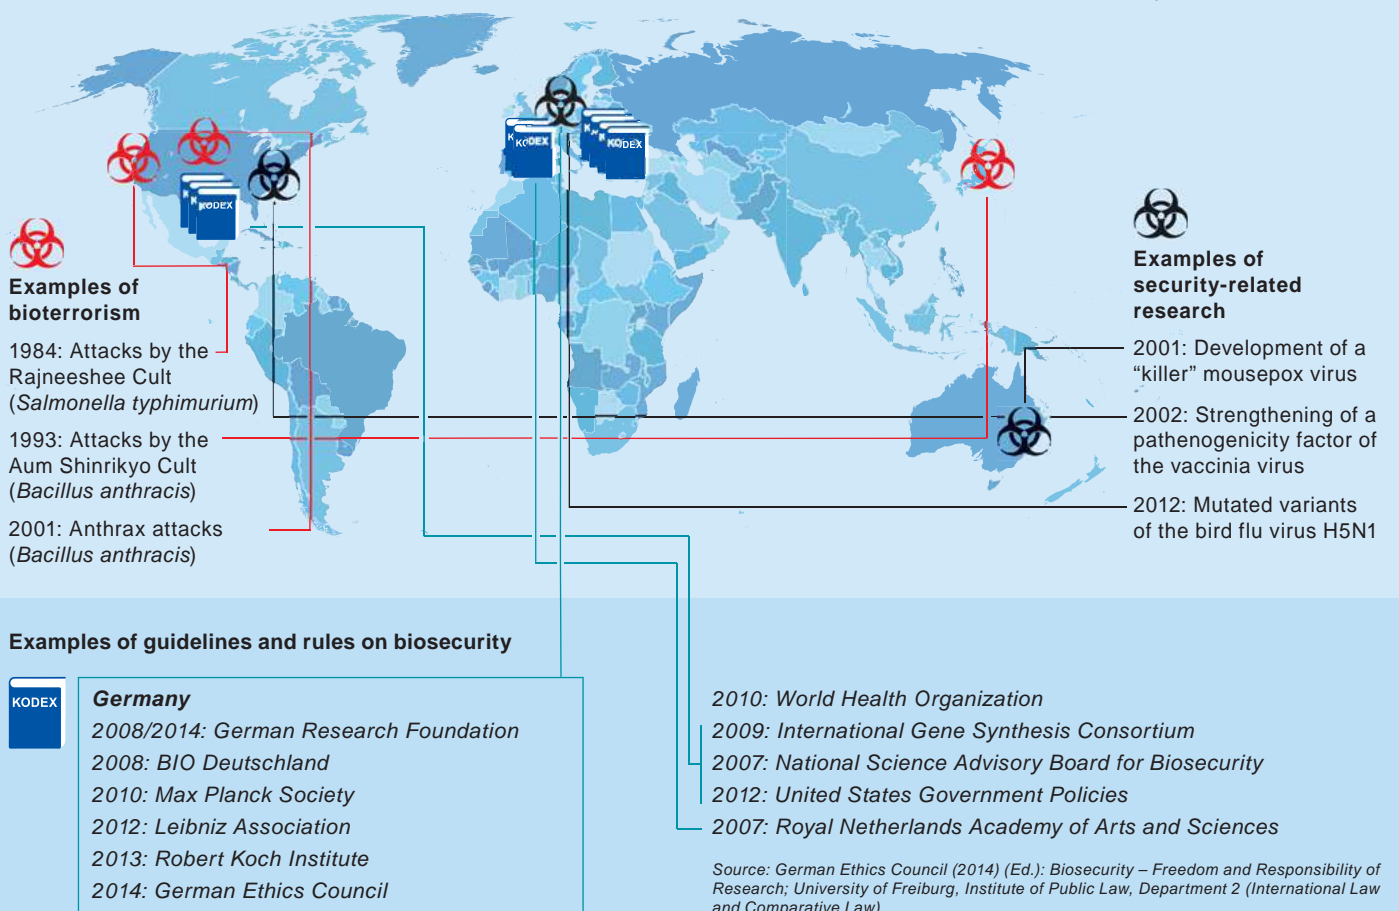 KODEX
K
KODEX
KODEX
Examples of
bioterrorism
1984: Attacks by the
Rajneeshee Cult
(Salmonella typhimurium)
1993: Attacks by the
Aum Shinrikyo Cult
(Bacillus anthracis)
2001: Anthrax attacks
(Bacillus anthracis)
Examples of
security-related
research
2001: Development of a
“killer” mousepox virus
2002: Strengthening of a
pathenogenicity factor of
the vaccinia virus
2012: Mutated variants
of the bird flu virus H5N1
Examples of guidelines and rules on biosecurity
KODEX
Germany
2008/2014: German Research Foundation
2008: BIO Deutschland
2010: Max Planck Society
2012: Leibniz Association
2013: Robert Koch Institute
2014: German Ethics Council
2010: World Health Organization
2009: International Gene Synthesis Consortium
2007: National Science Advisory Board for Biosecurity
2012: United States Government Policies
2007: Royal Netherlands Academy of Arts and Sciences
Source: German Ethics Council (2014) (Ed.): Biosecurity – Freedom and Responsibility of
Research; University of Freiburg, Institute of Public Law, Department 2 (International Law
and Comparative Law)